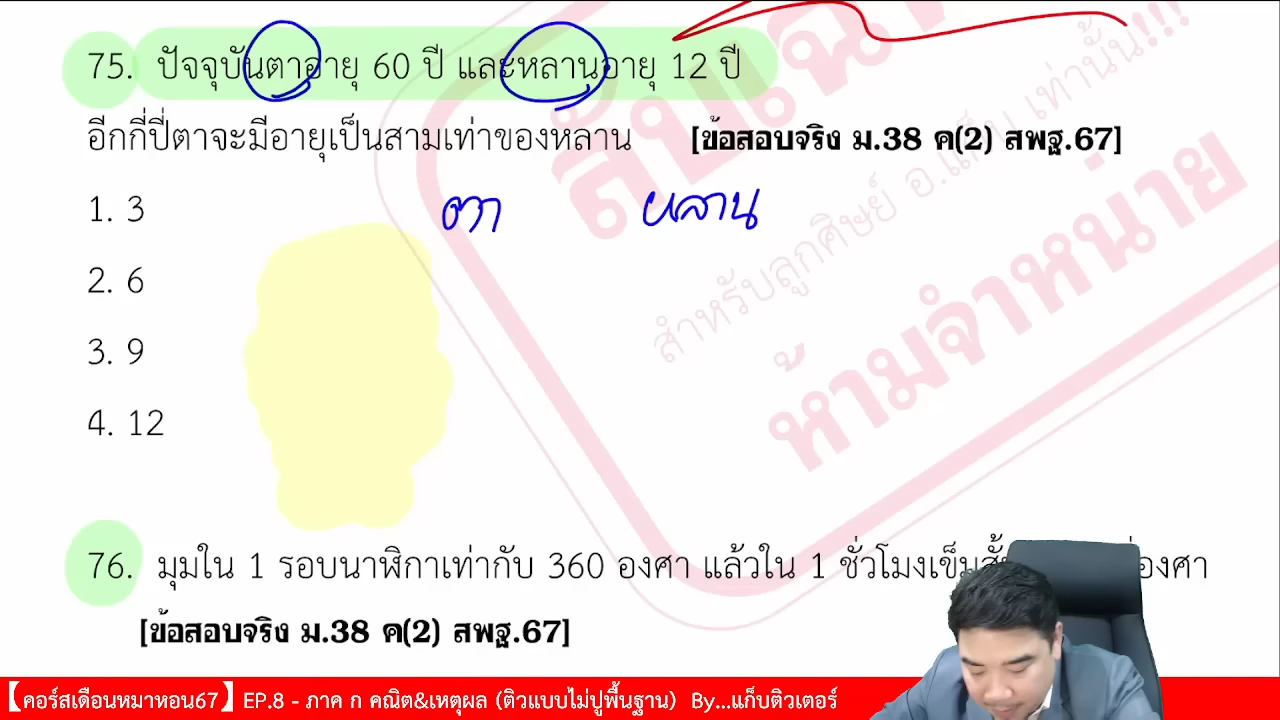 75. ปัจจุบันตาอายุ 60 ปี และหลานอายุ 12 ปี
อีกกี่ปี่ตาจะมีอายุเป็นสามเท่าของหลาน [ข้อสอบจริง ม.38 ค(2) สพฐ.67]
1. 3
ตา หลาน
2. 6
3. 9
4. 12
สำหรับลูกศิษย์ อ.แก็บ เท่านั้น!!!
ห้ามจำหน่าย
76. มุมใน 1 รอบนาฬิกาเท่ากับ 360 องศา แล้วใน 1 ชั่วโมงเข็มสั้น องศา
[ข้อสอบจริง ม.38 ค(2) สพฐ.67]
【คอร์สเดือนหมาหอน67】 EP.8 - ภาค ก คณิต&เหตุผล (ติวแบบไม่ปูพื้นฐาน) By...แก็บติวเตอร์